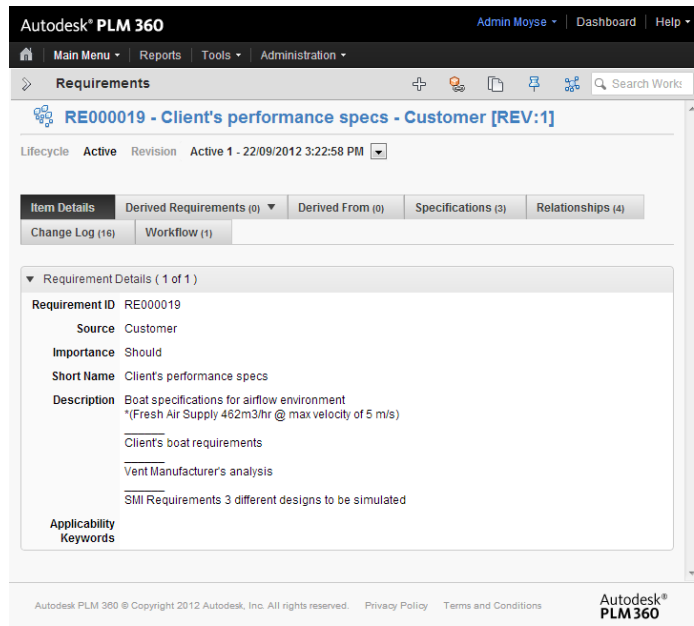 Autodesk® PLM 360
Admin Moyse Dashboard Help
Main Menu Reports Tools Administration
Requirements
Search Works
RE000019 - Client's performance specs - Customer [REV:1]
Lifecycle Active Revision Active 1 - 22/09/2012 3:22:58 PM
Item Details Derived Requirements (0) Derived From (0) Specifications (3) Relationships (4)
Change Log (16) Workflow (1)
Requirement Details ( 1 of 1 )
Requirement ID RE000019
Source Customer
Importance Should
Short Name Client's performance specs
Description Boat specifications for airflow environment
*(Fresh Air Supply 462m3/hr @ max velocity of 5 m/s)
Client's boat requirements
Vent Manufacturer's analysis
SMI Requirements 3 different designs to be simulated
Applicability
Keywords
Autodesk PLM 360 © Copyright 2012 Autodesk, Inc. All rights reserved. Privacy Policy Terms and Conditions
Autodesk®
PLM 360